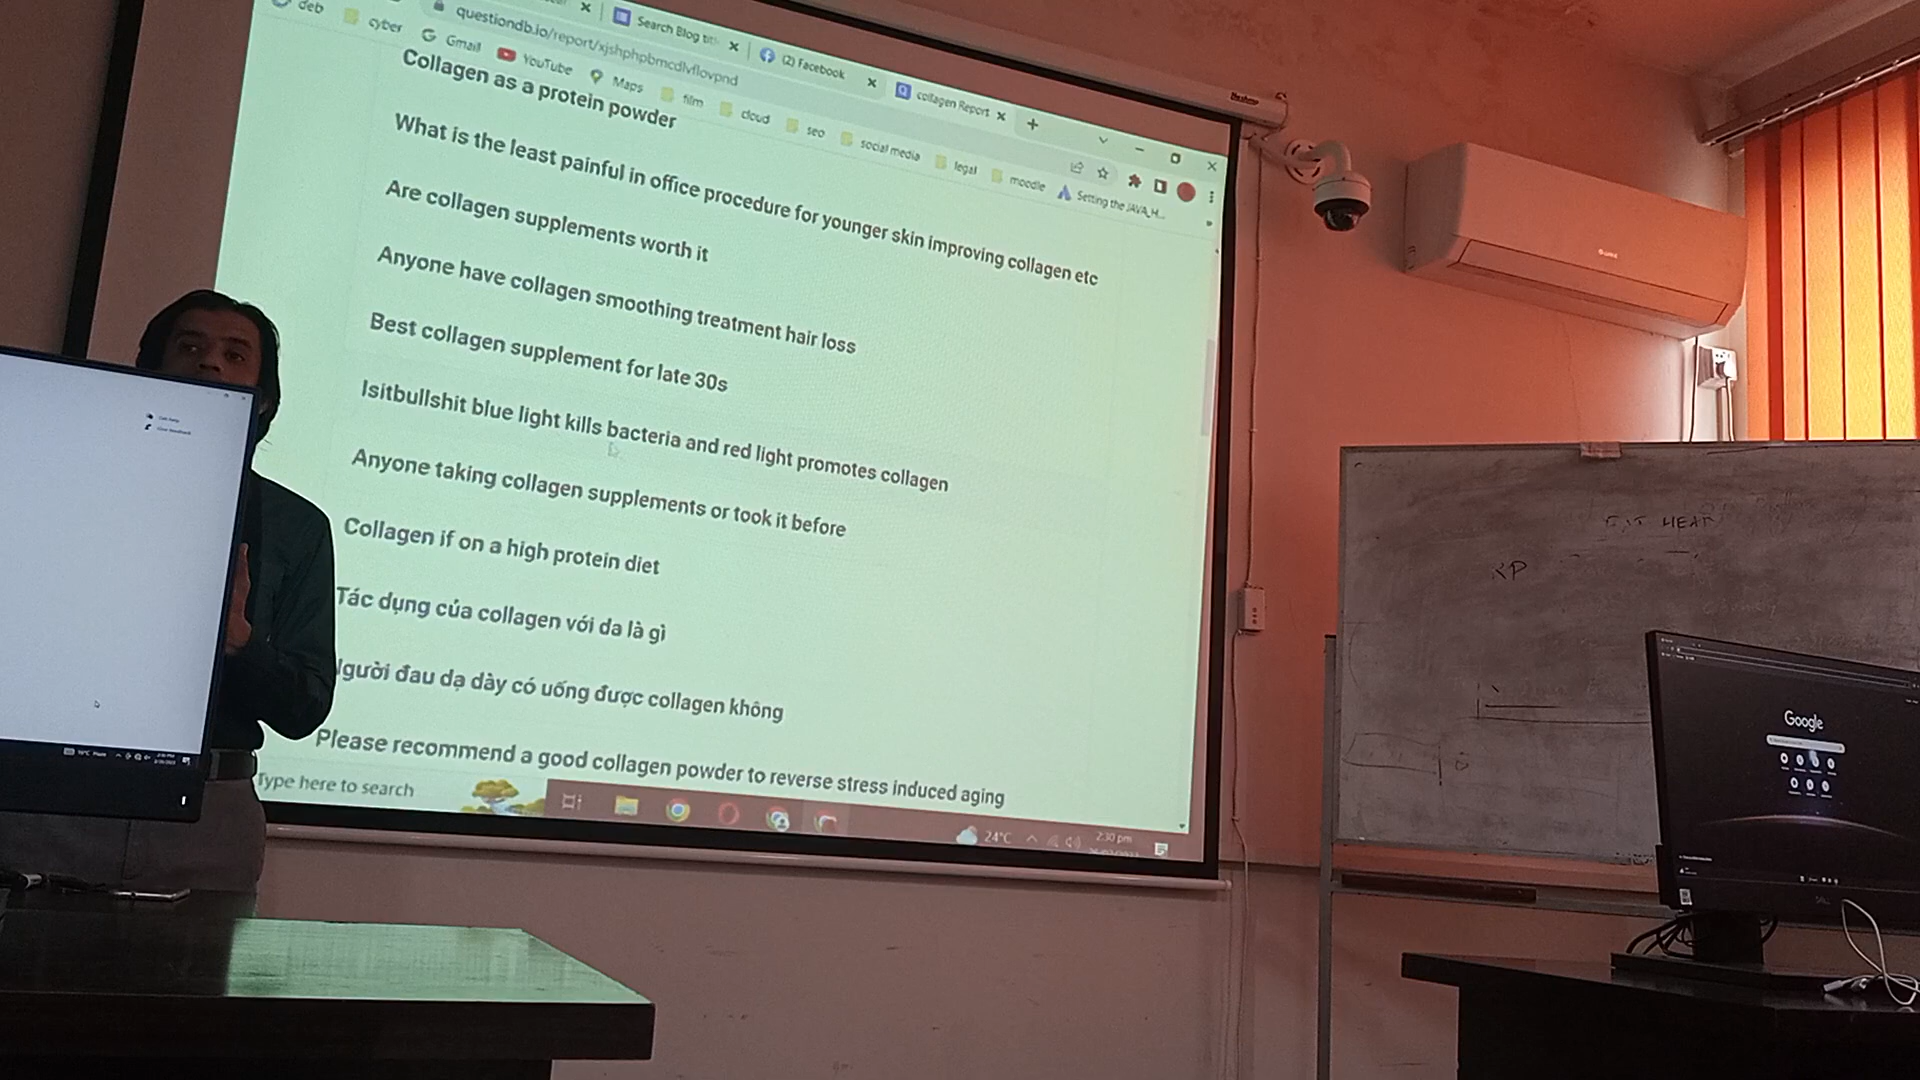 Search Blog tit
(2) Facebook
collagen Report
questiondb.io/report/xjshphpbmcdlvflovpnd
deb
cyber
Gmail
YouTube
Maps
film
cloud
seo
social media
legal
moodle
Setting the JAVA_H...
Collagen as a protein powder
What is the least painful in office procedure for younger skin improving collagen etc
Are collagen supplements worth it
Anyone have collagen smoothing treatment hair loss
Best collagen supplement for late 30s
Isitbullshit blue light kills bacteria and red light promotes collagen
Anyone taking collagen supplements or took it before
Collagen if on a high protein diet
Tác dụng của collagen với da là gì
gười đau dạ dày có uống được collagen không
Please recommend a good collagen powder to reverse stress induced aging
Type here to search
24°C
2:30 pm
Google